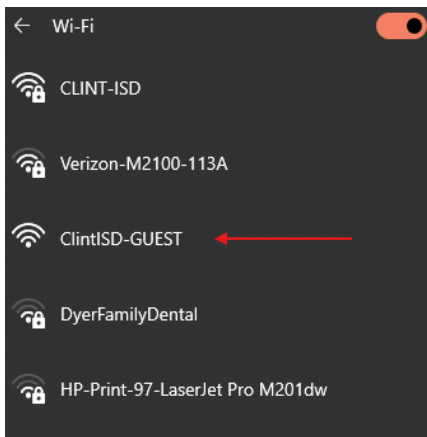 Wi-Fi
CLINT-ISD
Verizon-M2100-113A
ClintISD-GUEST
DyerFamilyDental
HP-Print-97-LaserJet Pro M201dw